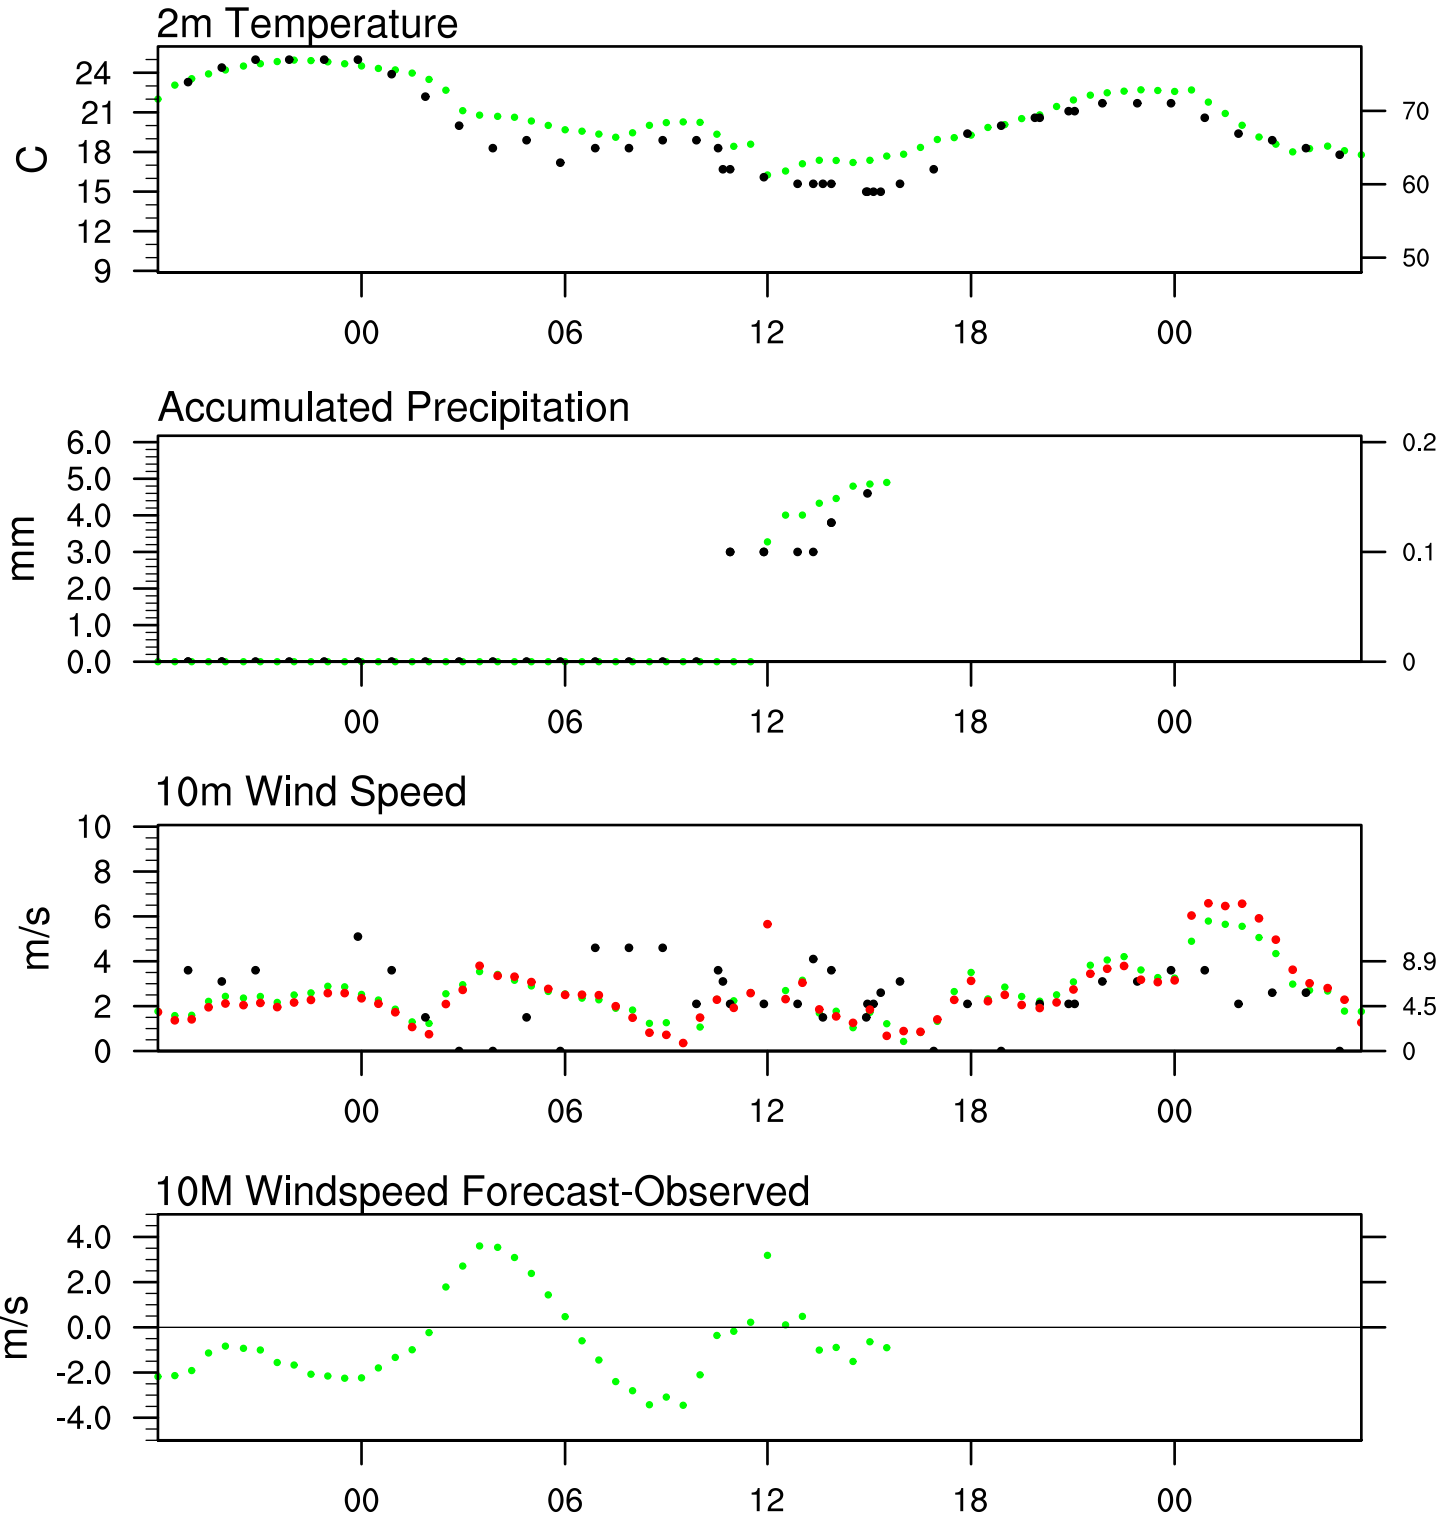 2m Temperature
24
21
18
15
12
9
C
70
60
50
00 06 12 18 00
Accumulated Precipitation
6.0
5.0
4.0
3.0
2.0
1.0
0.0
mm
0.2
0.1
0
00 06 12 18 00
10m Wind Speed
10
8
6
4
2
0
m/s
8.9
4.5
0
00 06 12 18 00
10M Windspeed Forecast-Observed
4.0
2.0
0.0
-2.0
-4.0
m/s
00 06 12 18 00